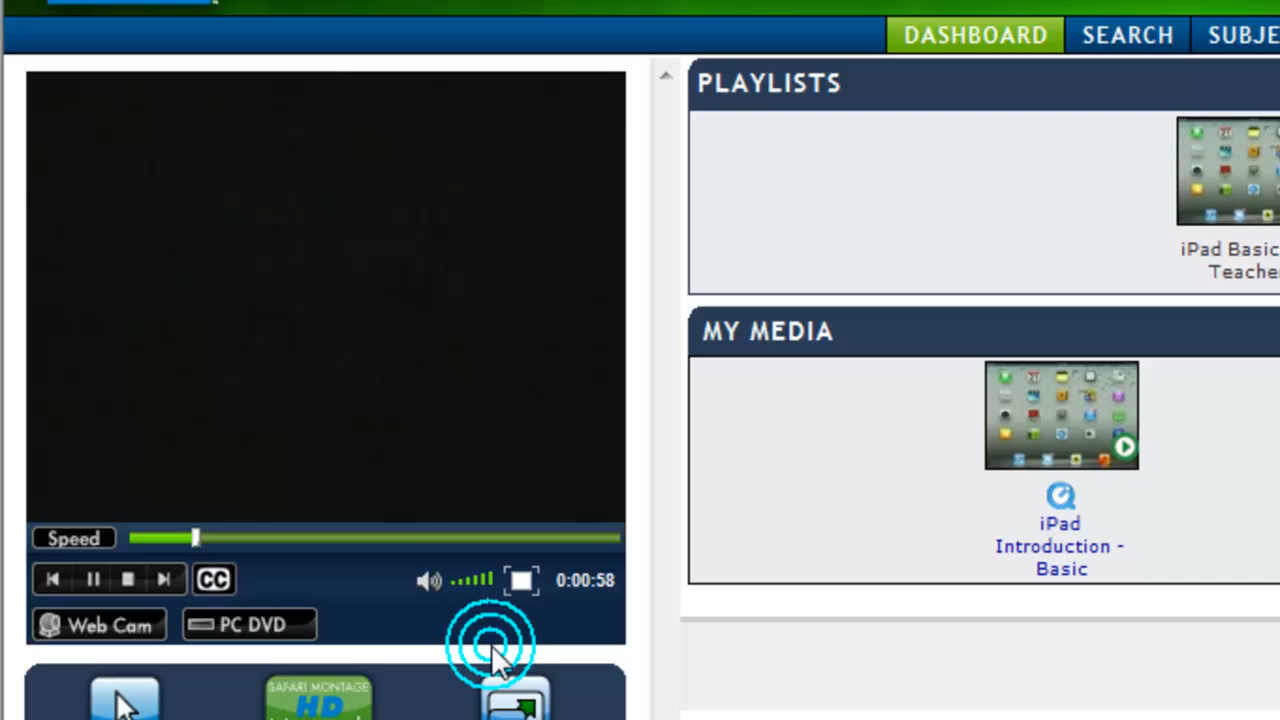 DASHBOARD SEARCH SUBJE
PLAYLISTS
iPad Basic
Teache
MY MEDIA
iPad
Introduction -
Basic
Speed
CC
0:00:58
Web Cam
PC DVD
SAFARI MONTAGE
HD